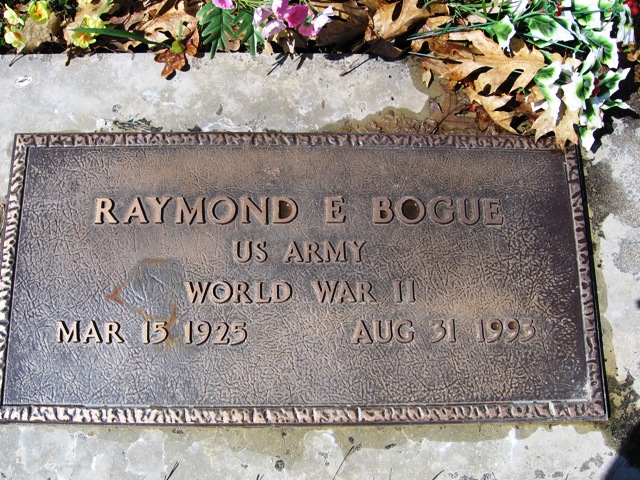 RAYMOND E BOGUE
US ARMY
WORLD WAR II
MAR 15 1925 AUG 31 1993